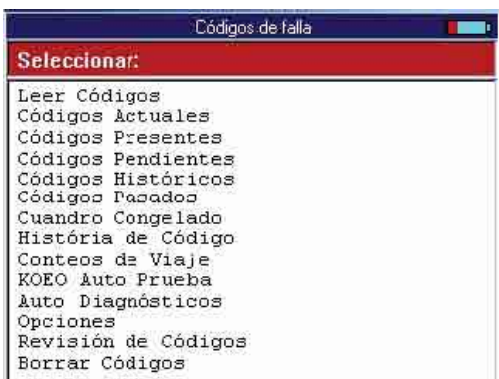 Códigos de falla
Seleccionar:
Leer Códigos
Códigos Actuales
Códigos Presentes
Códigos Pendientes
Códigos Históricos
Códigos Pasados
Cuandro Congelado
História de Código
Conteos de Viaje
KOEO Auto Prueba
Auto Diagnósticos
Opciones
Revisión de Códigos
Borrar Códigos